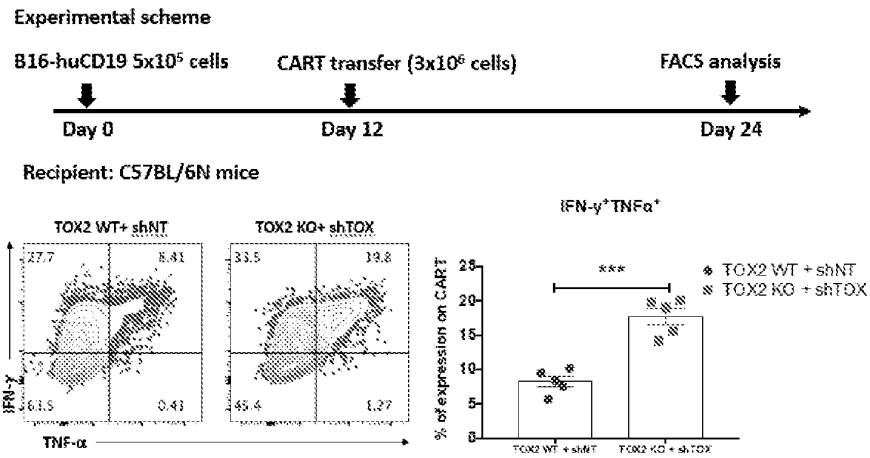 Experimental scheme
B16-huCD19 5x10⁵ cells
CART transfer (3x10⁶ cells)
FACS analysis
Day 0
Day 12
Day 24
Recipient: C57BL/6N mice
TOX2 WT+ shNT
TOX2 KO+ shTOX
27.7
8.41
63.5
0.41
33.5
19.8
45.4
1.27
IFN-γ
TNF-α
IFN-γ⁺TNFα⁺
% of expression on CART
25
20
15
10
5
0
***
TOX2 WT + shNT
TOX2 KO + shTOX
TOX2 WT + shNT
TOX2 KO + shTOX